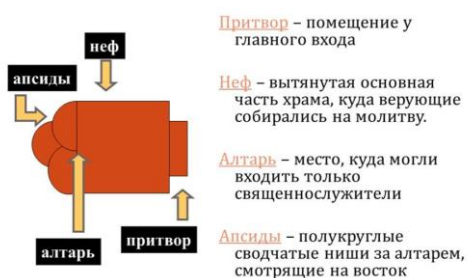 неф
апсиды
алтарь
притвор
Притвор – помещение у
главного входа
Неф – вытянутая основная
часть храма, куда верующие
собирались на молитву.
Алтарь – место, куда могли
входить только
священнослужители
Апсиды – полукруглые
сводчатые ниши за алтарем,
смотрящие на восток